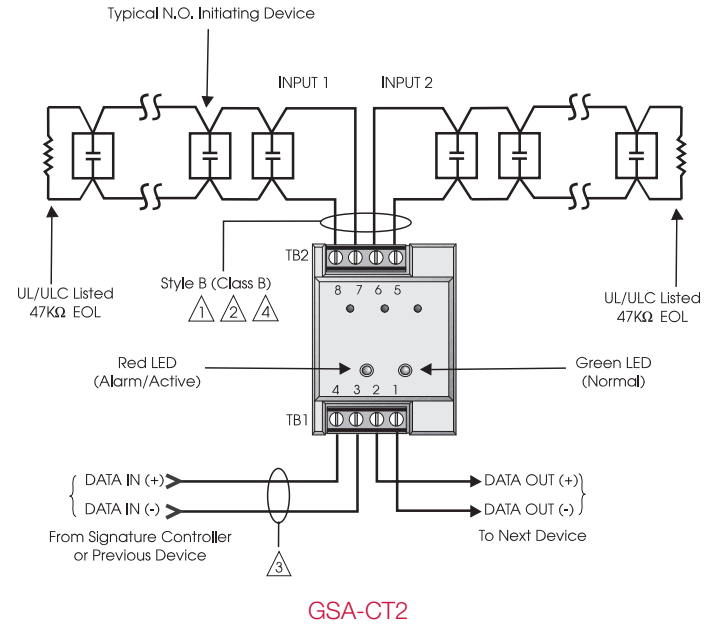 Typical N.O. Initiating Device
INPUT 1
INPUT 2
TB2
8 7 6 5
Style B (Class B)
1 2 4
UL/ULC Listed
47KΩ EOL
UL/ULC Listed
47KΩ EOL
Red LED
(Alarm/Active)
Green LED
(Normal)
4 3 2 1
TB1
DATA IN (+)
DATA IN (-)
From Signature Controller
or Previous Device
3
DATA OUT (+)
DATA OUT (-)
To Next Device
GSA-CT2